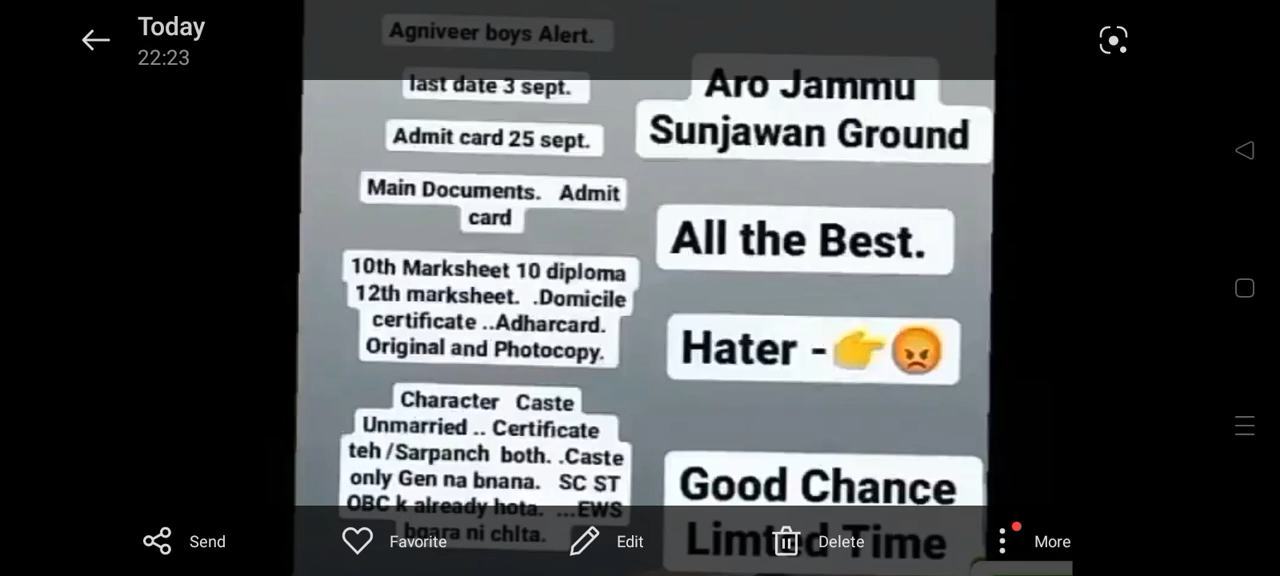 Today
22:23
Agniveer boys Alert.
last date 3 sept.
Admit card 25 sept.
Main Documents. Admit
card
10th Marksheet 10 diploma
12th marksheet. .Domicile
certificate ..Adharcard.
Original and Photocopy.
Character Caste
Unmarried .. Certificate
teh /Sarpanch both. .Caste
only Gen na bnana. SC ST
OBC k already hota. ...EWS
bgara ni chlta.
Aro Jammu
Sunjawan Ground
All the Best.
Hater -👉😡
Good Chance
Limted Time
Send
Favorite
Edit
Delete
More